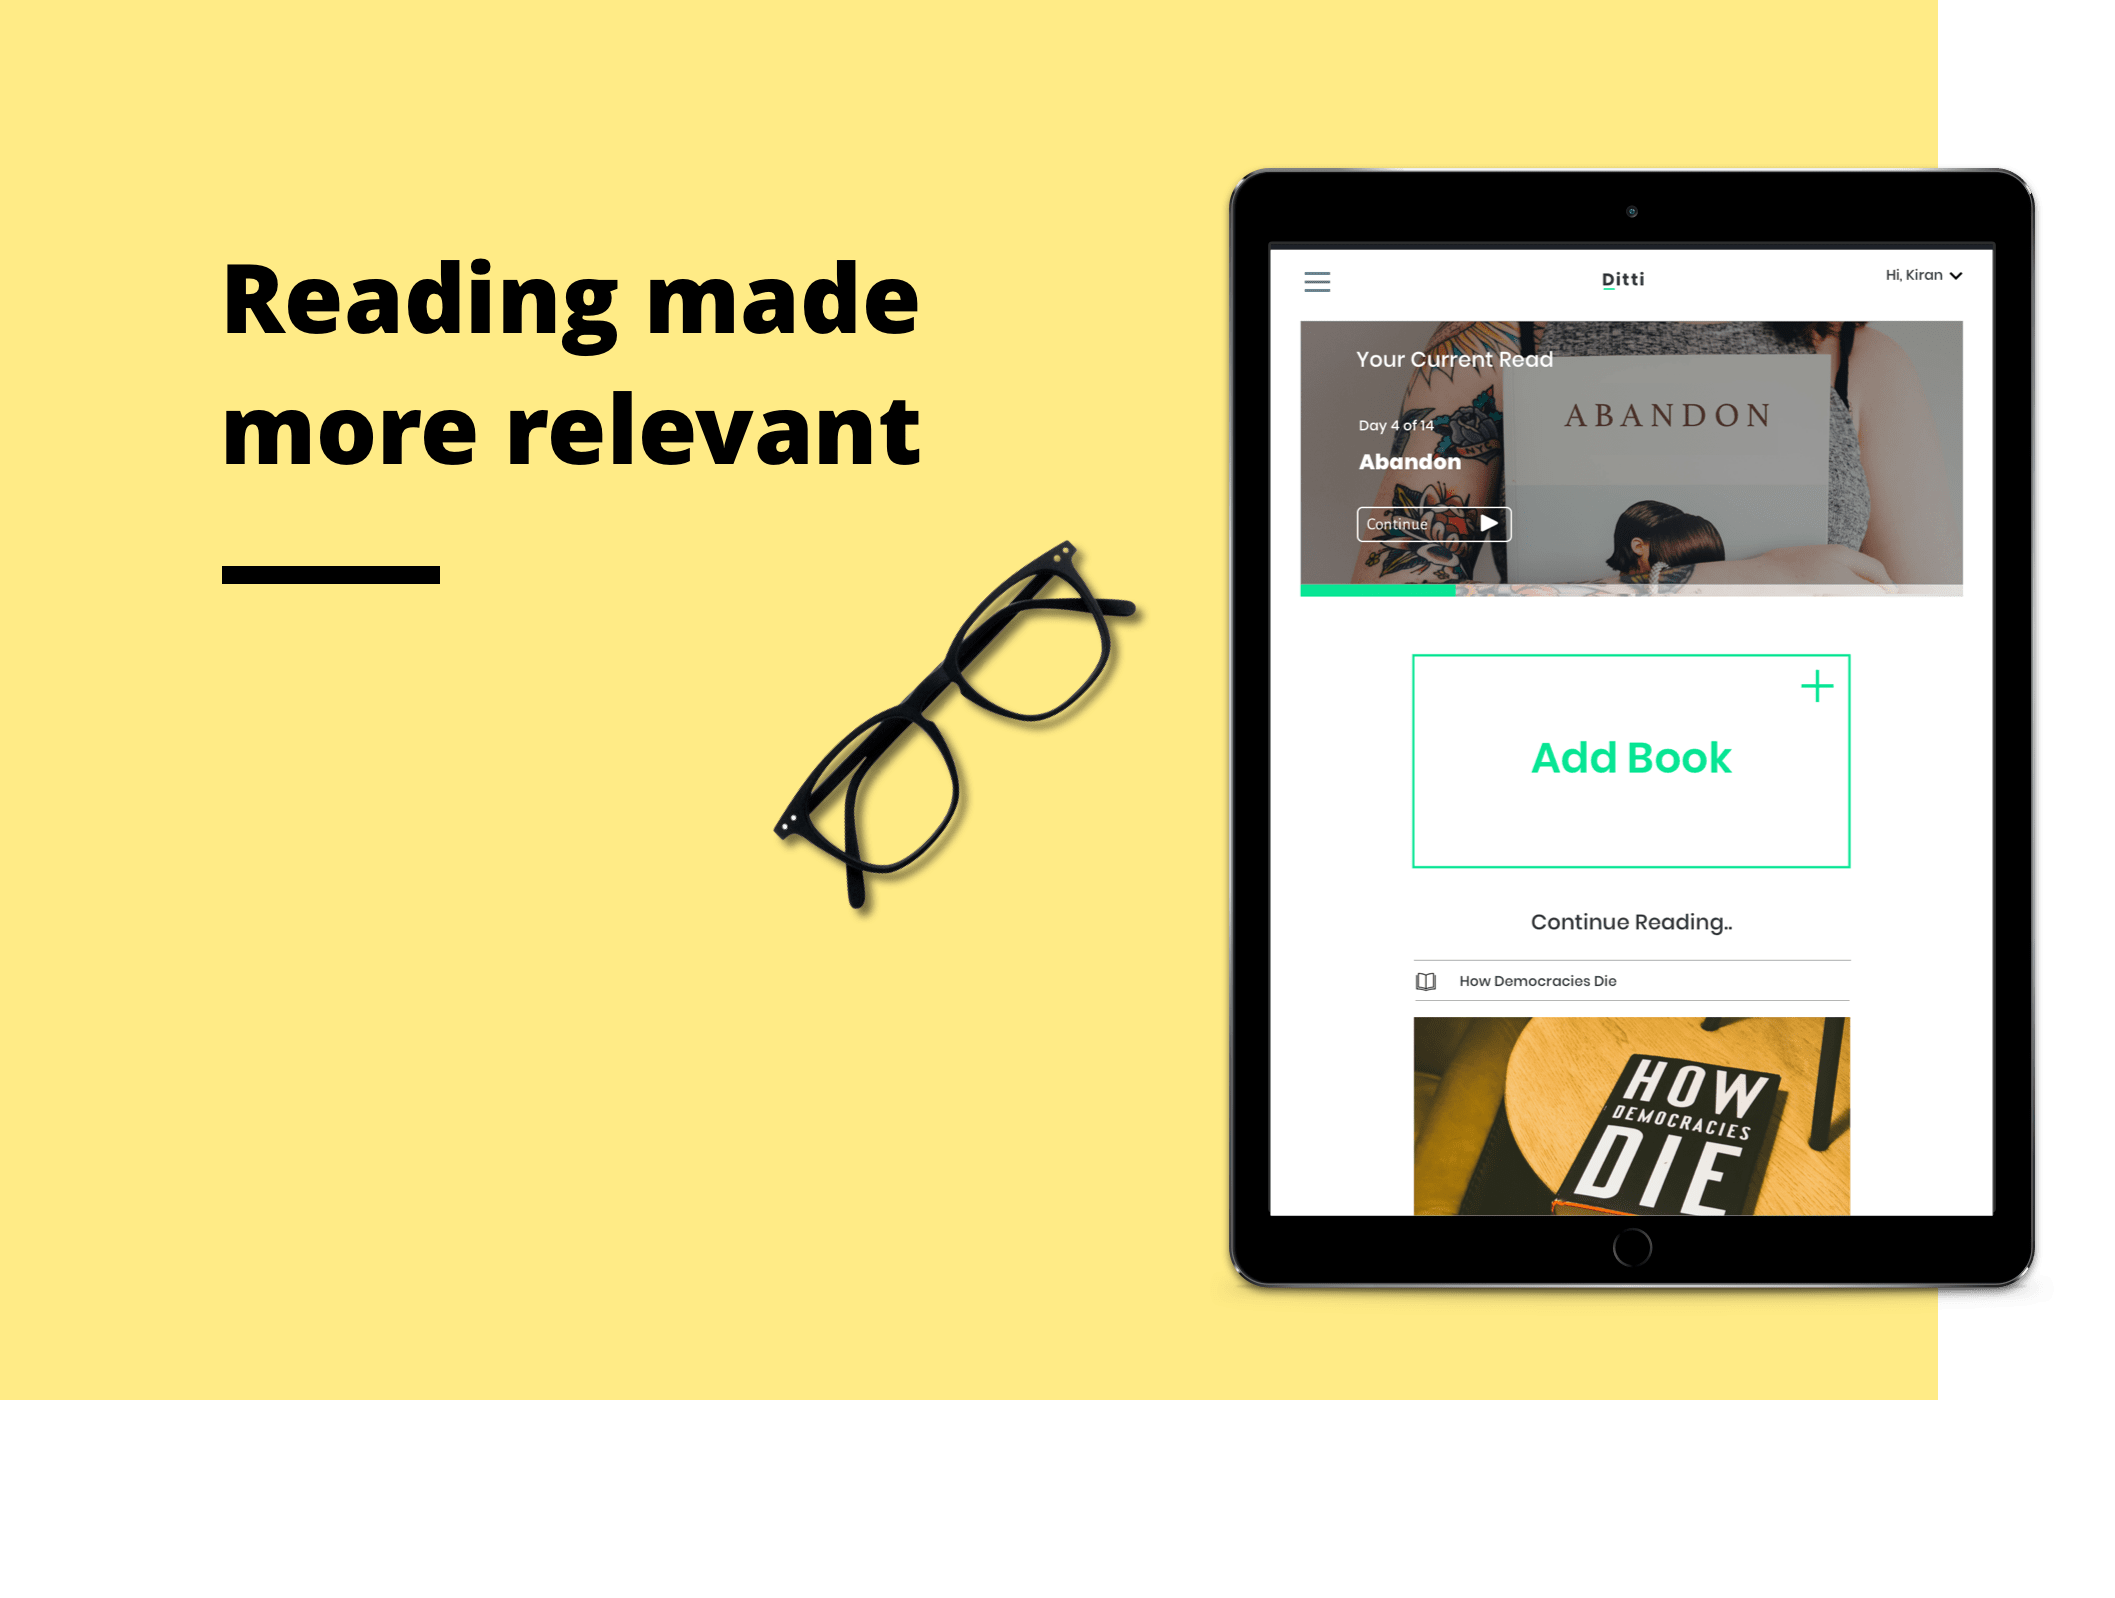 Reading made
more relevant
Ditti
Hi, Kiran
Your Current Read
ABANDON
Day 4 of 14
Abandon
Continue
Add Book
Continue Reading..
How Democracies Die
HOW
DEMOCRACIES
DIE